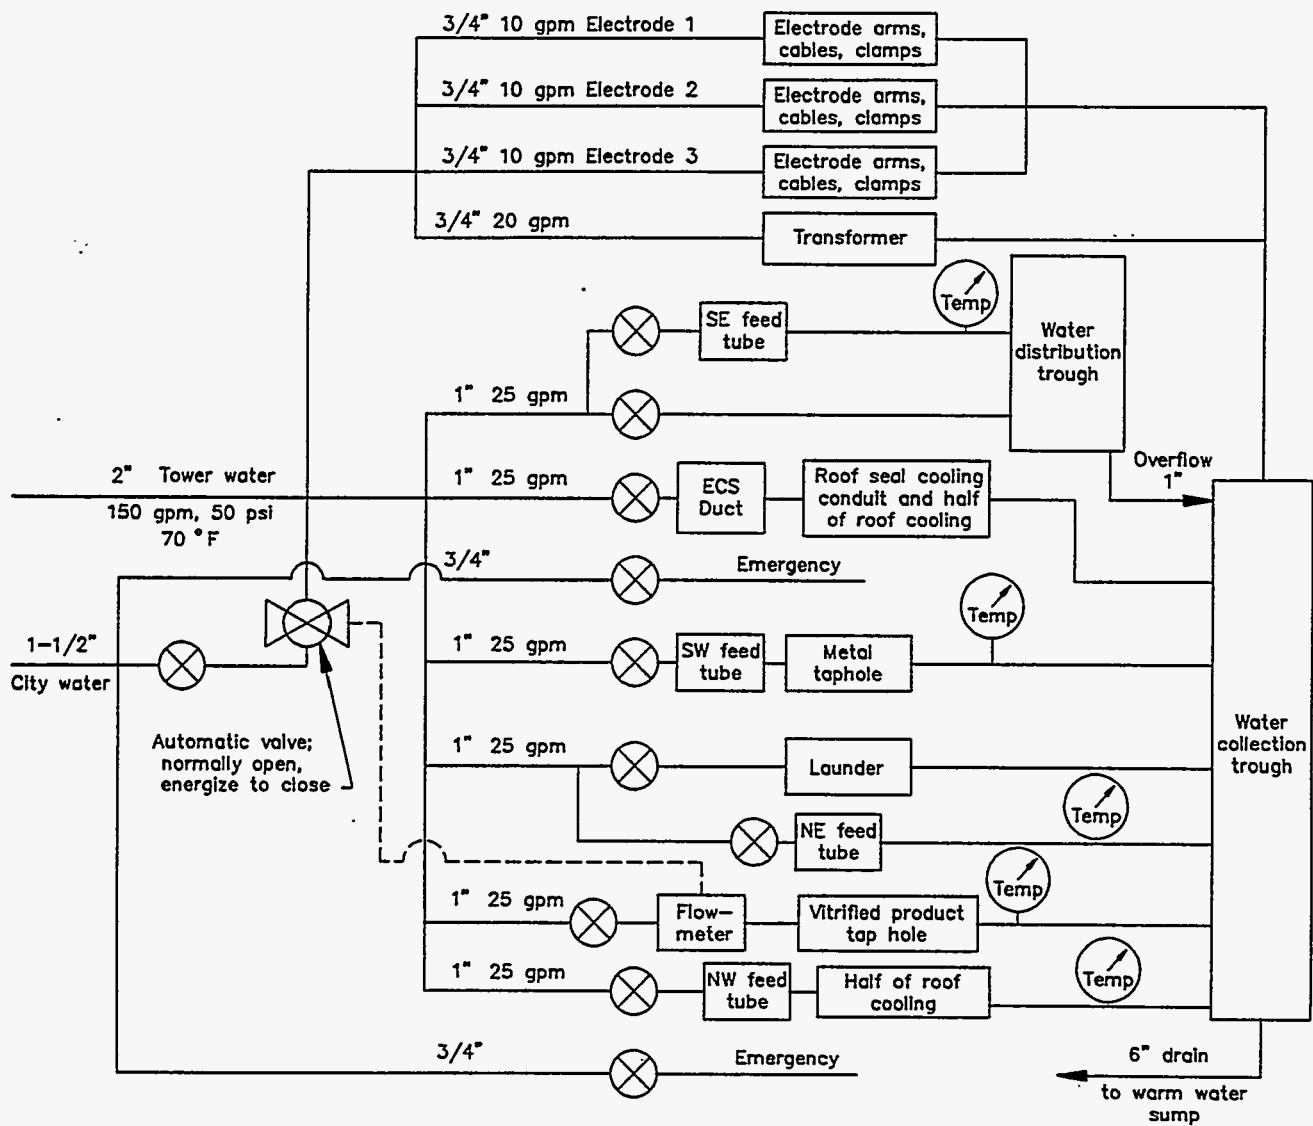 3/4" 10 gpm Electrode 1
Electrode arms,
cables, clamps
3/4" 10 gpm Electrode 2
Electrode arms,
cables, clamps
3/4" 10 gpm Electrode 3
Electrode arms,
cables, clamps
3/4" 20 gpm
Transformer
Temp
SE feed
tube
Water
distribution
trough
1" 25 gpm
2" Tower water
150 gpm, 50 psi
70 °F
1" 25 gpm
ECS
Duct
Roof seal cooling
conduit and half
of roof cooling
Overflow
1"
3/4"
Emergency
Temp
1-1/2"
City water
1" 25 gpm
SW feed
tube
Metal
taphole
Water
collection
trough
Automatic valve;
normally open,
energize to close
1" 25 gpm
Launder
Temp
NE feed
tube
Temp
1" 25 gpm
Flow-
meter
Vitrified product
tap hole
1" 25 gpm
NW feed
tube
Half of roof
cooling
Temp
3/4"
Emergency
6" drain
to warm water
sump